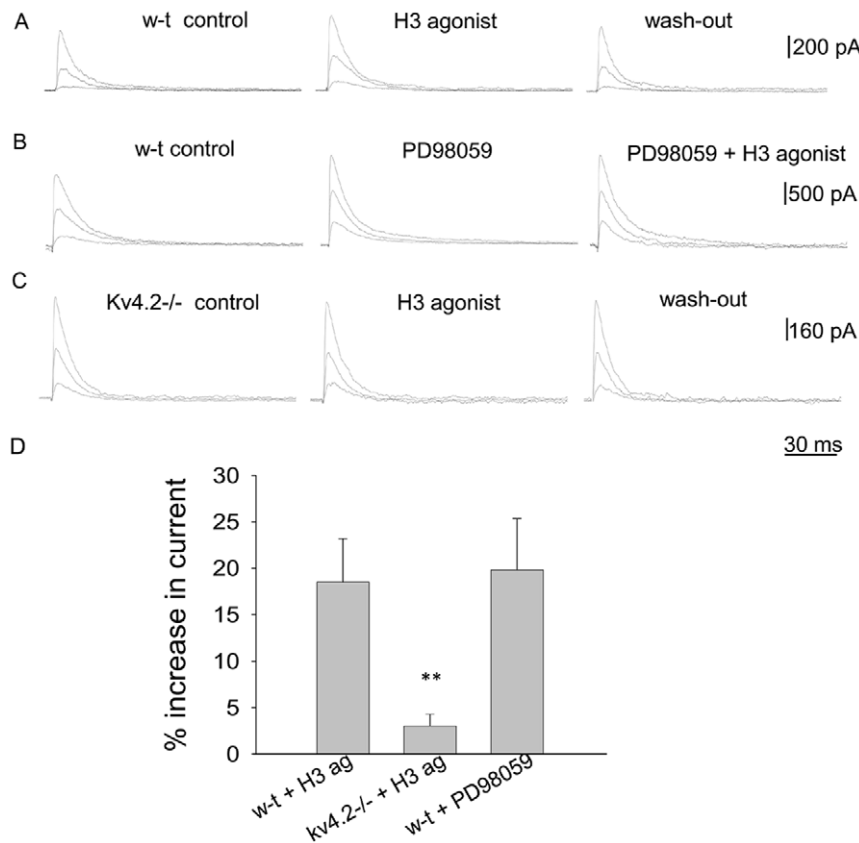 A
w-t control
H3 agonist
wash-out
200 pA
B
w-t control
PD98059
PD98059 + H3 agonist
500 pA
C
Kv4.2-/- control
H3 agonist
wash-out
160 pA
D
30 ms
% increase in current
30
25
20
15
10
5
0
**
w-t + H3 ag
kv4.2-/- + H3 ag
w-t + PD98059